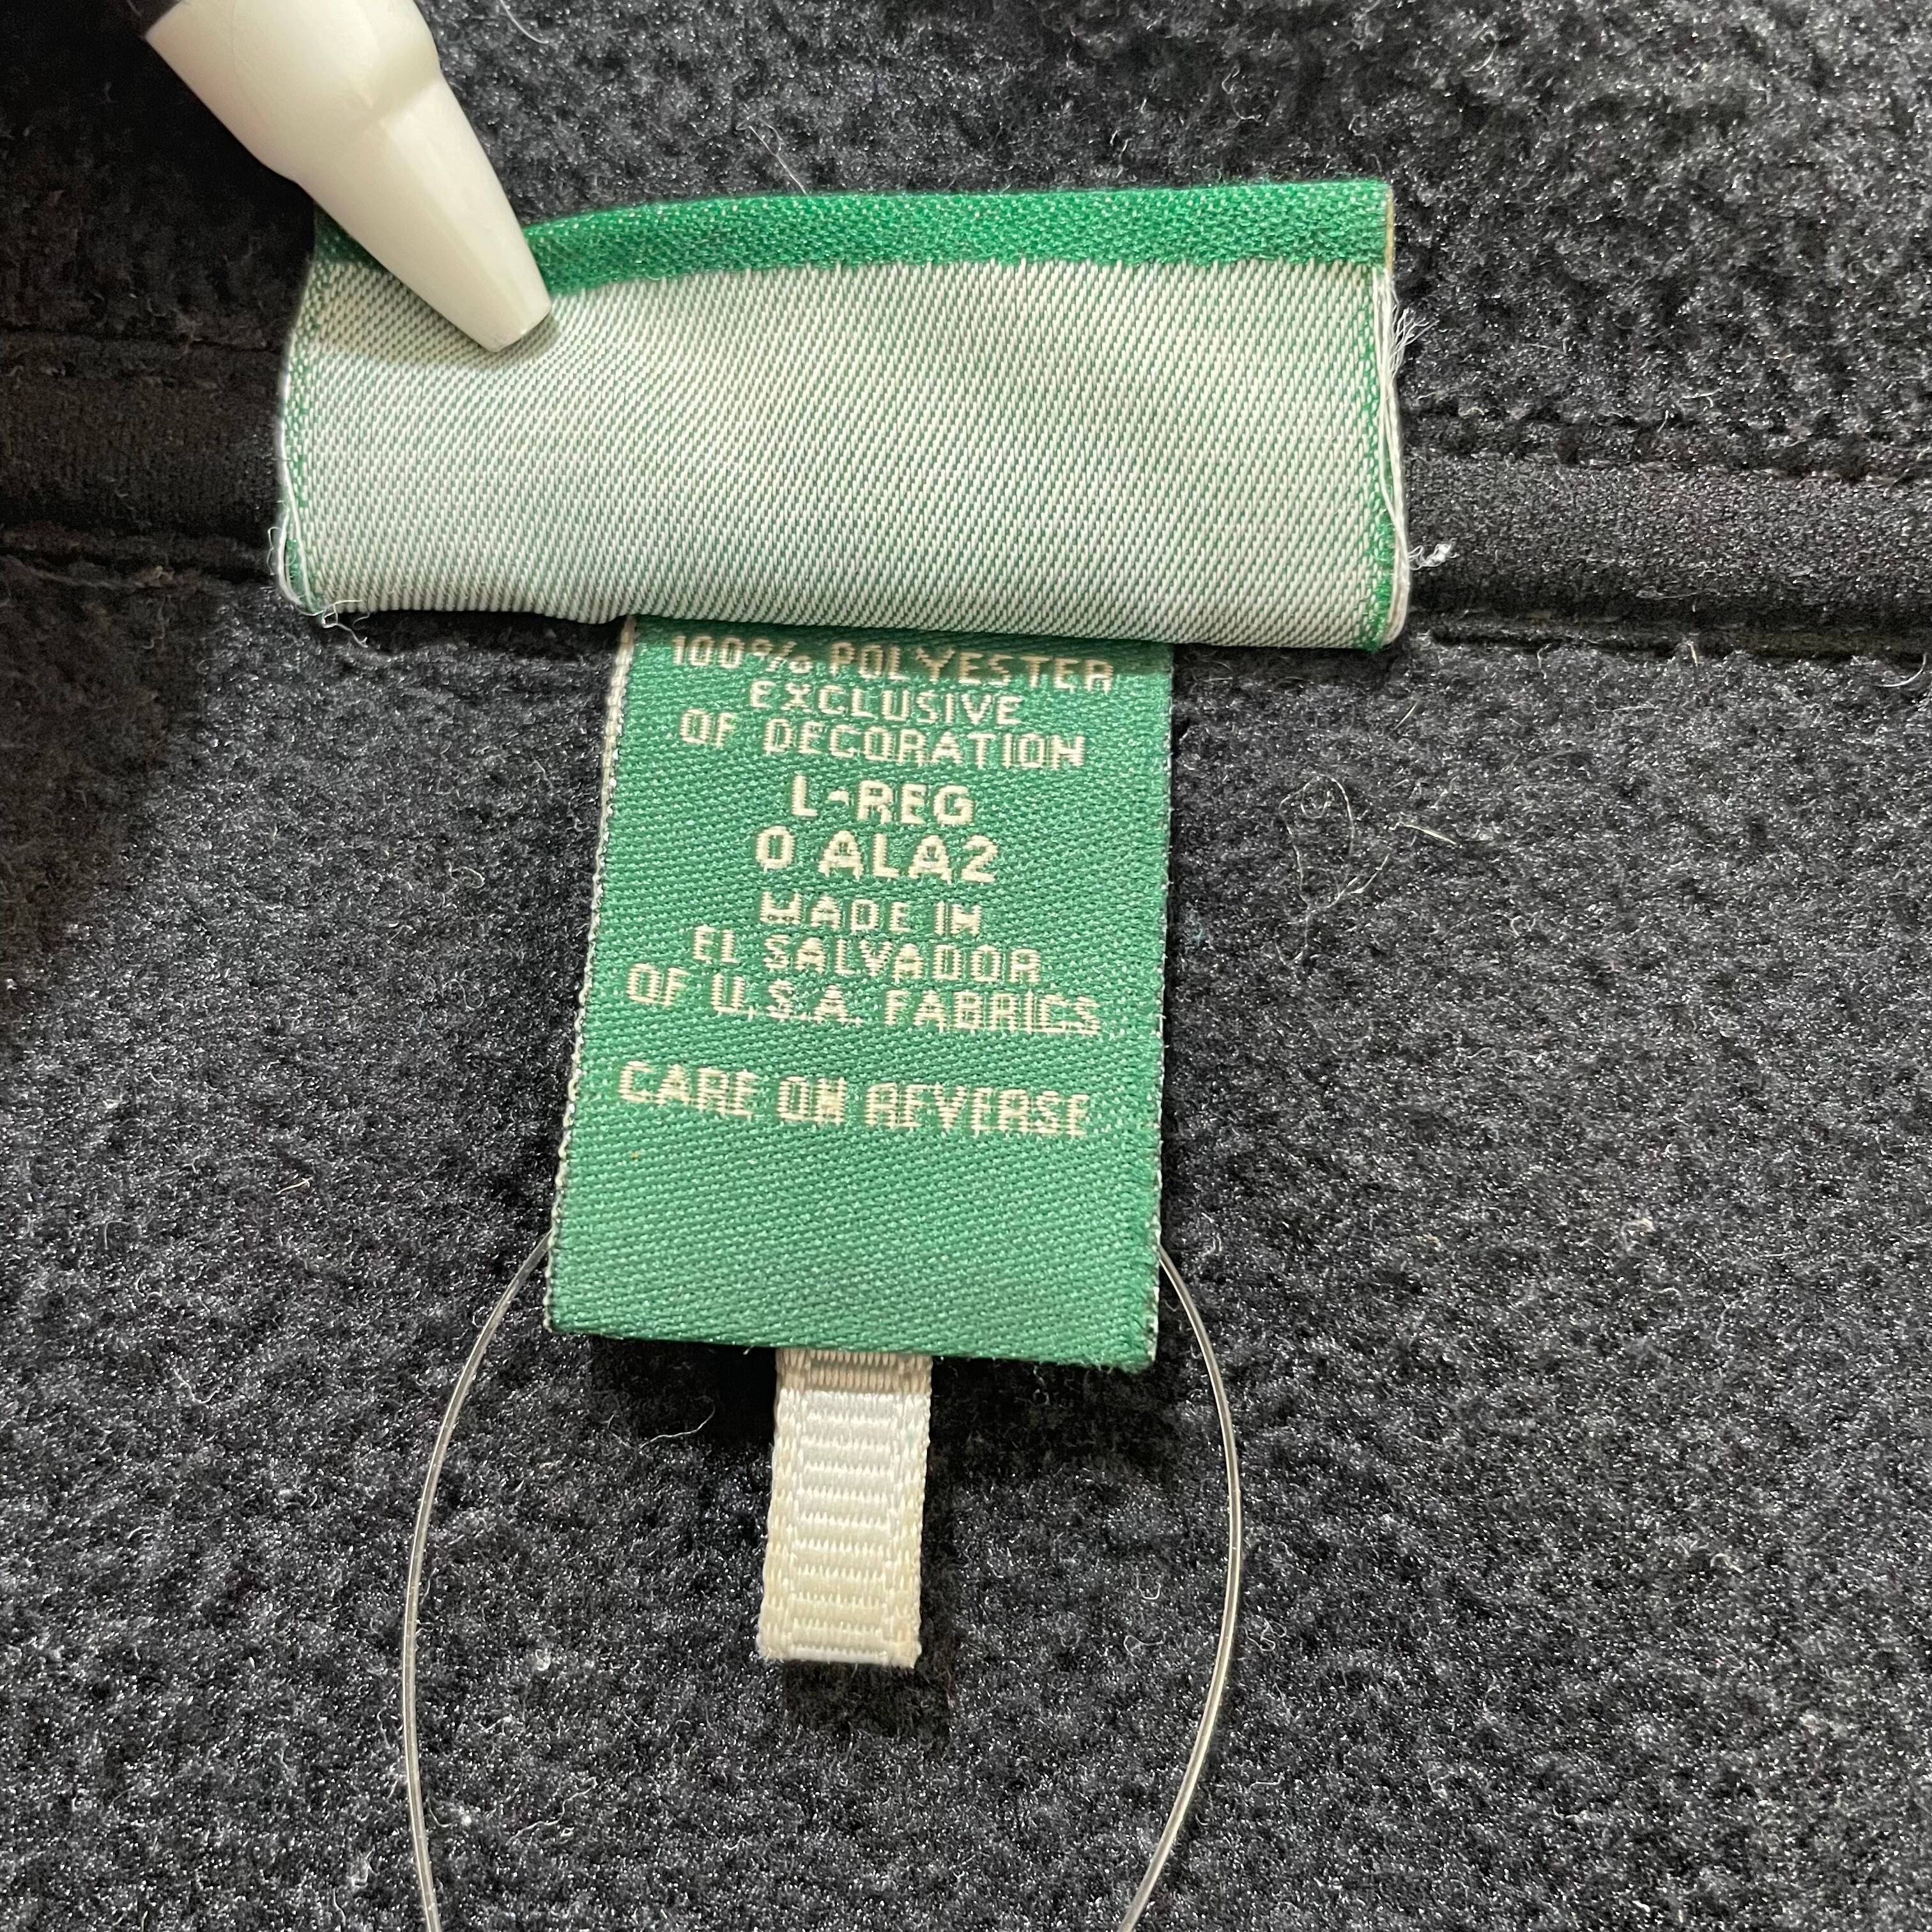 100% POLYESTER
EXCLUSIVE
OF DECORATION
L-REG
0 ALA2
MADE IN
EL SALVADOR
OF U.S.A. FABRICS
CARE ON REVERSE